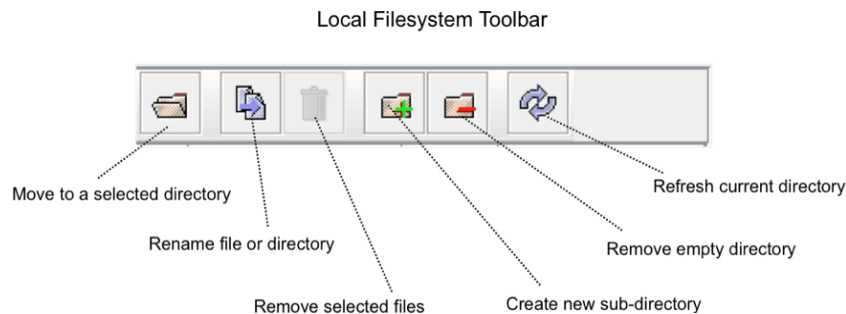 Local Filesystem Toolbar
Move to a selected directory
Refresh current directory
Rename file or directory
Remove empty directory
Remove selected files
Create new sub-directory